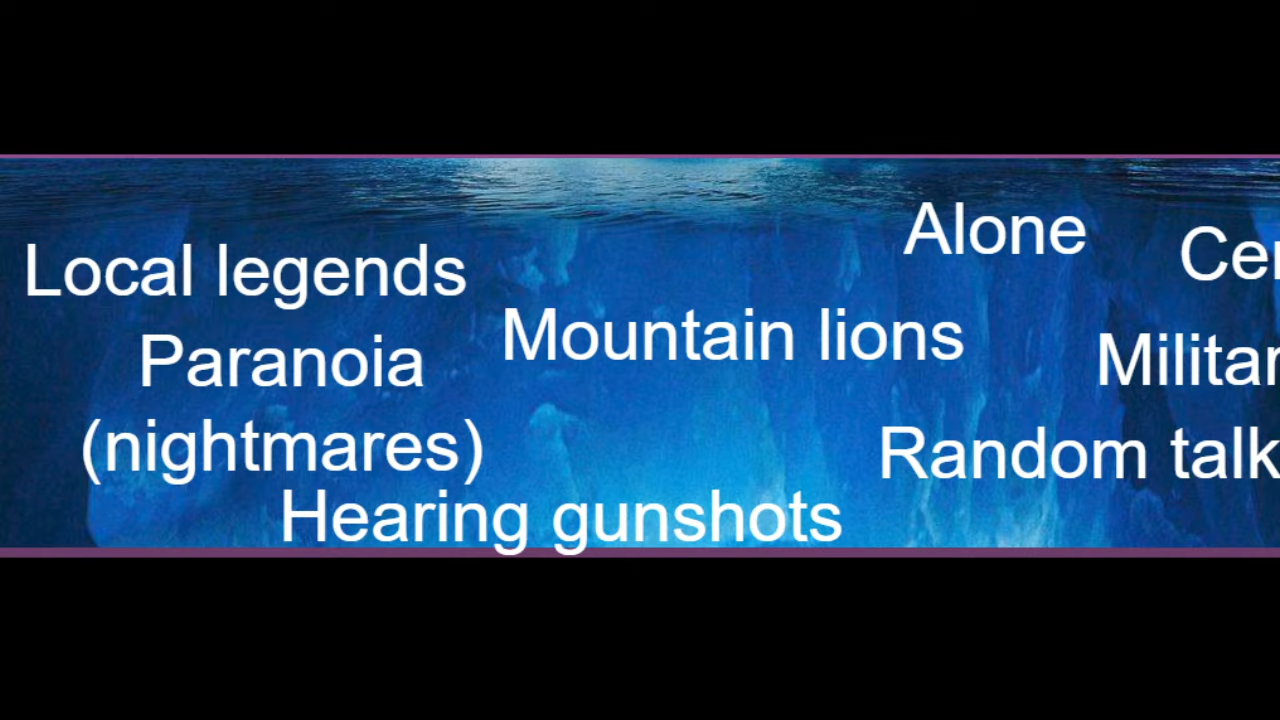 Local legends
Paranoia
(nightmares)
Hearing gunshots
Mountain lions
Alone
Random talk